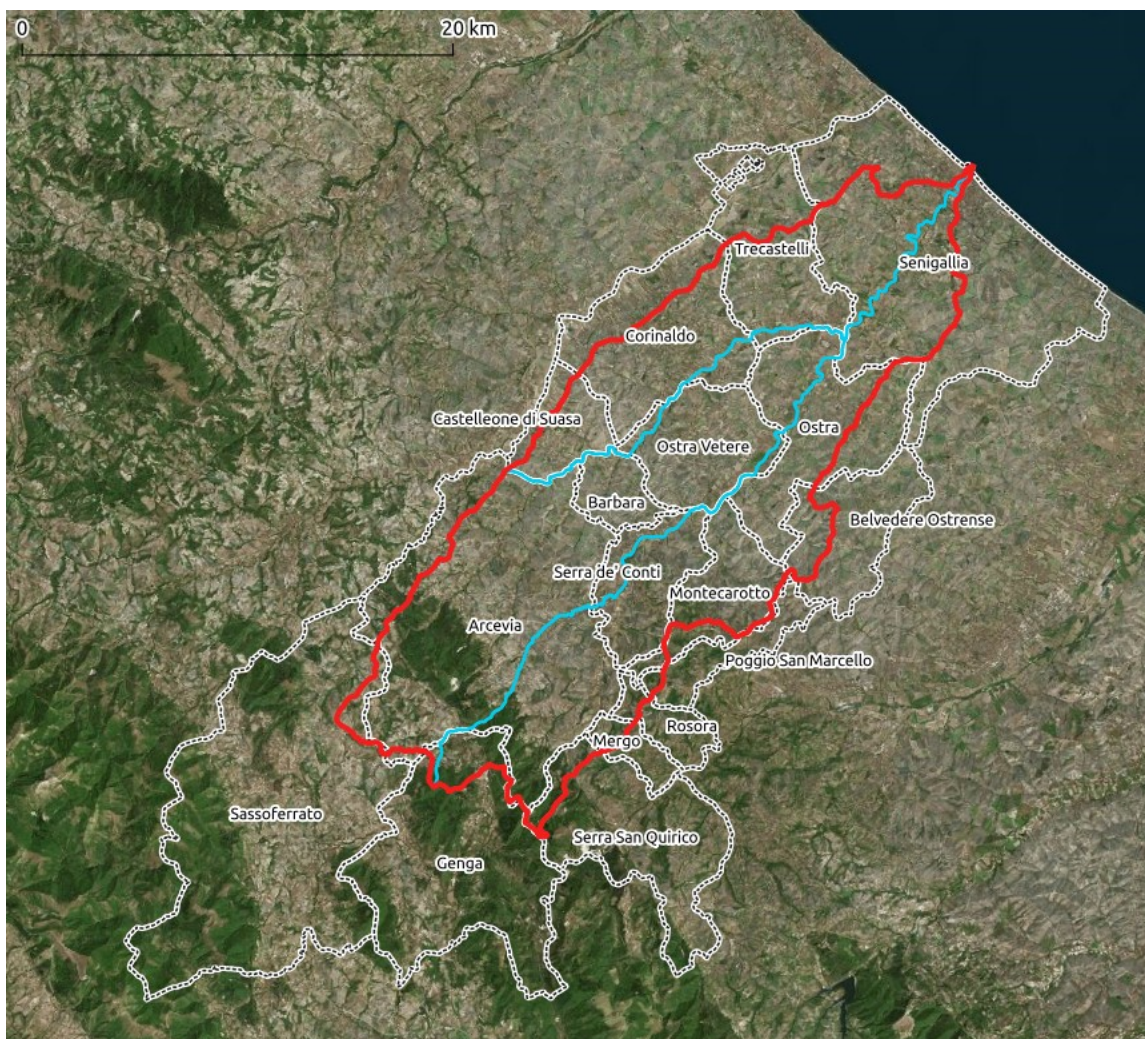 0 20 km
Trecastelli
Senigallia
Corinaldo
Castelleone di Suasa
Ostra
Ostra Vetere
Barbara
Belvedere Ostrense
Serra de' Conti
Montecarotto
Arcevia
Poggio San Marcello
Rosora
Mergo
Sassoferrato
Serra San Quirico
Genga